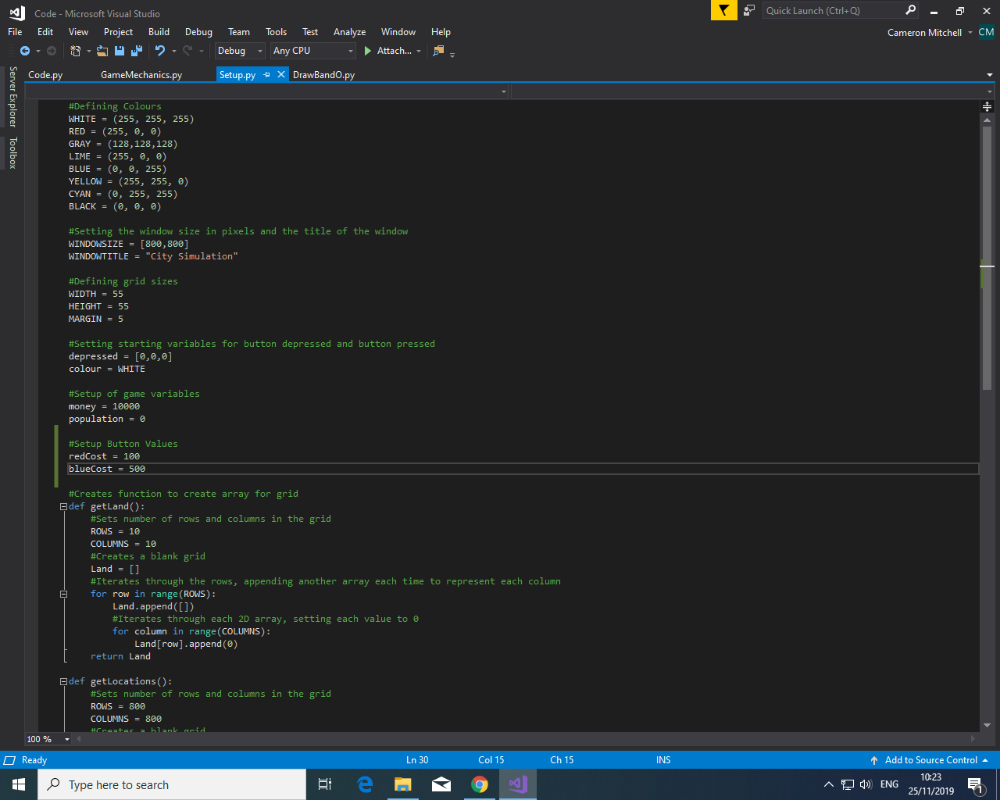 Code - Microsoft Visual Studio
Quick Launch (Ctrl+Q)
File Edit View Project Build Debug Team Tools Test Analyze Window Help
Cameron Mitchell CM
Debug Any CPU Attach...
Server Explorer
Toolbox
Code.py GameMechanics.py Setup.py DrawBandO.py
#Defining Colours
WHITE = (255, 255, 255)
RED = (255, 0, 0)
GRAY = (128,128,128)
LIME = (255, 0, 0)
BLUE = (0, 0, 255)
YELLOW = (255, 255, 0)
CYAN = (0, 255, 255)
BLACK = (0, 0, 0)
#Setting the window size in pixels and the title of the window
WINDOWSIZE = [800,800]
WINDOWTITLE = "City Simulation"
#Defining grid sizes
WIDTH = 55
HEIGHT = 55
MARGIN = 5
#Setting starting variables for button depressed and button pressed
depressed = [0,0,0]
colour = WHITE
#Setup of game variables
money = 10000
population = 0
#Setup Button Values
redCost = 100
blueCost = 500
#Creates function to create array for grid
def getLand():
#Sets number of rows and columns in the grid
ROWS = 10
COLUMNS = 10
#Creates a blank grid
Land = []
#Iterates through the rows, appending another array each time to represent each column
for row in range(ROWS):
Land.append([])
#Iterates through each 2D array, setting each value to 0
for column in range(COLUMNS):
Land[row].append(0)
return Land
def getLocations():
#Sets number of rows and columns in the grid
ROWS = 800
COLUMNS = 800
#Creates a blank grid
100 %
Ready Ln 30 Col 15 Ch 15 INS Add to Source Control
Type here to search
ENG
10:23
25/11/2019
1